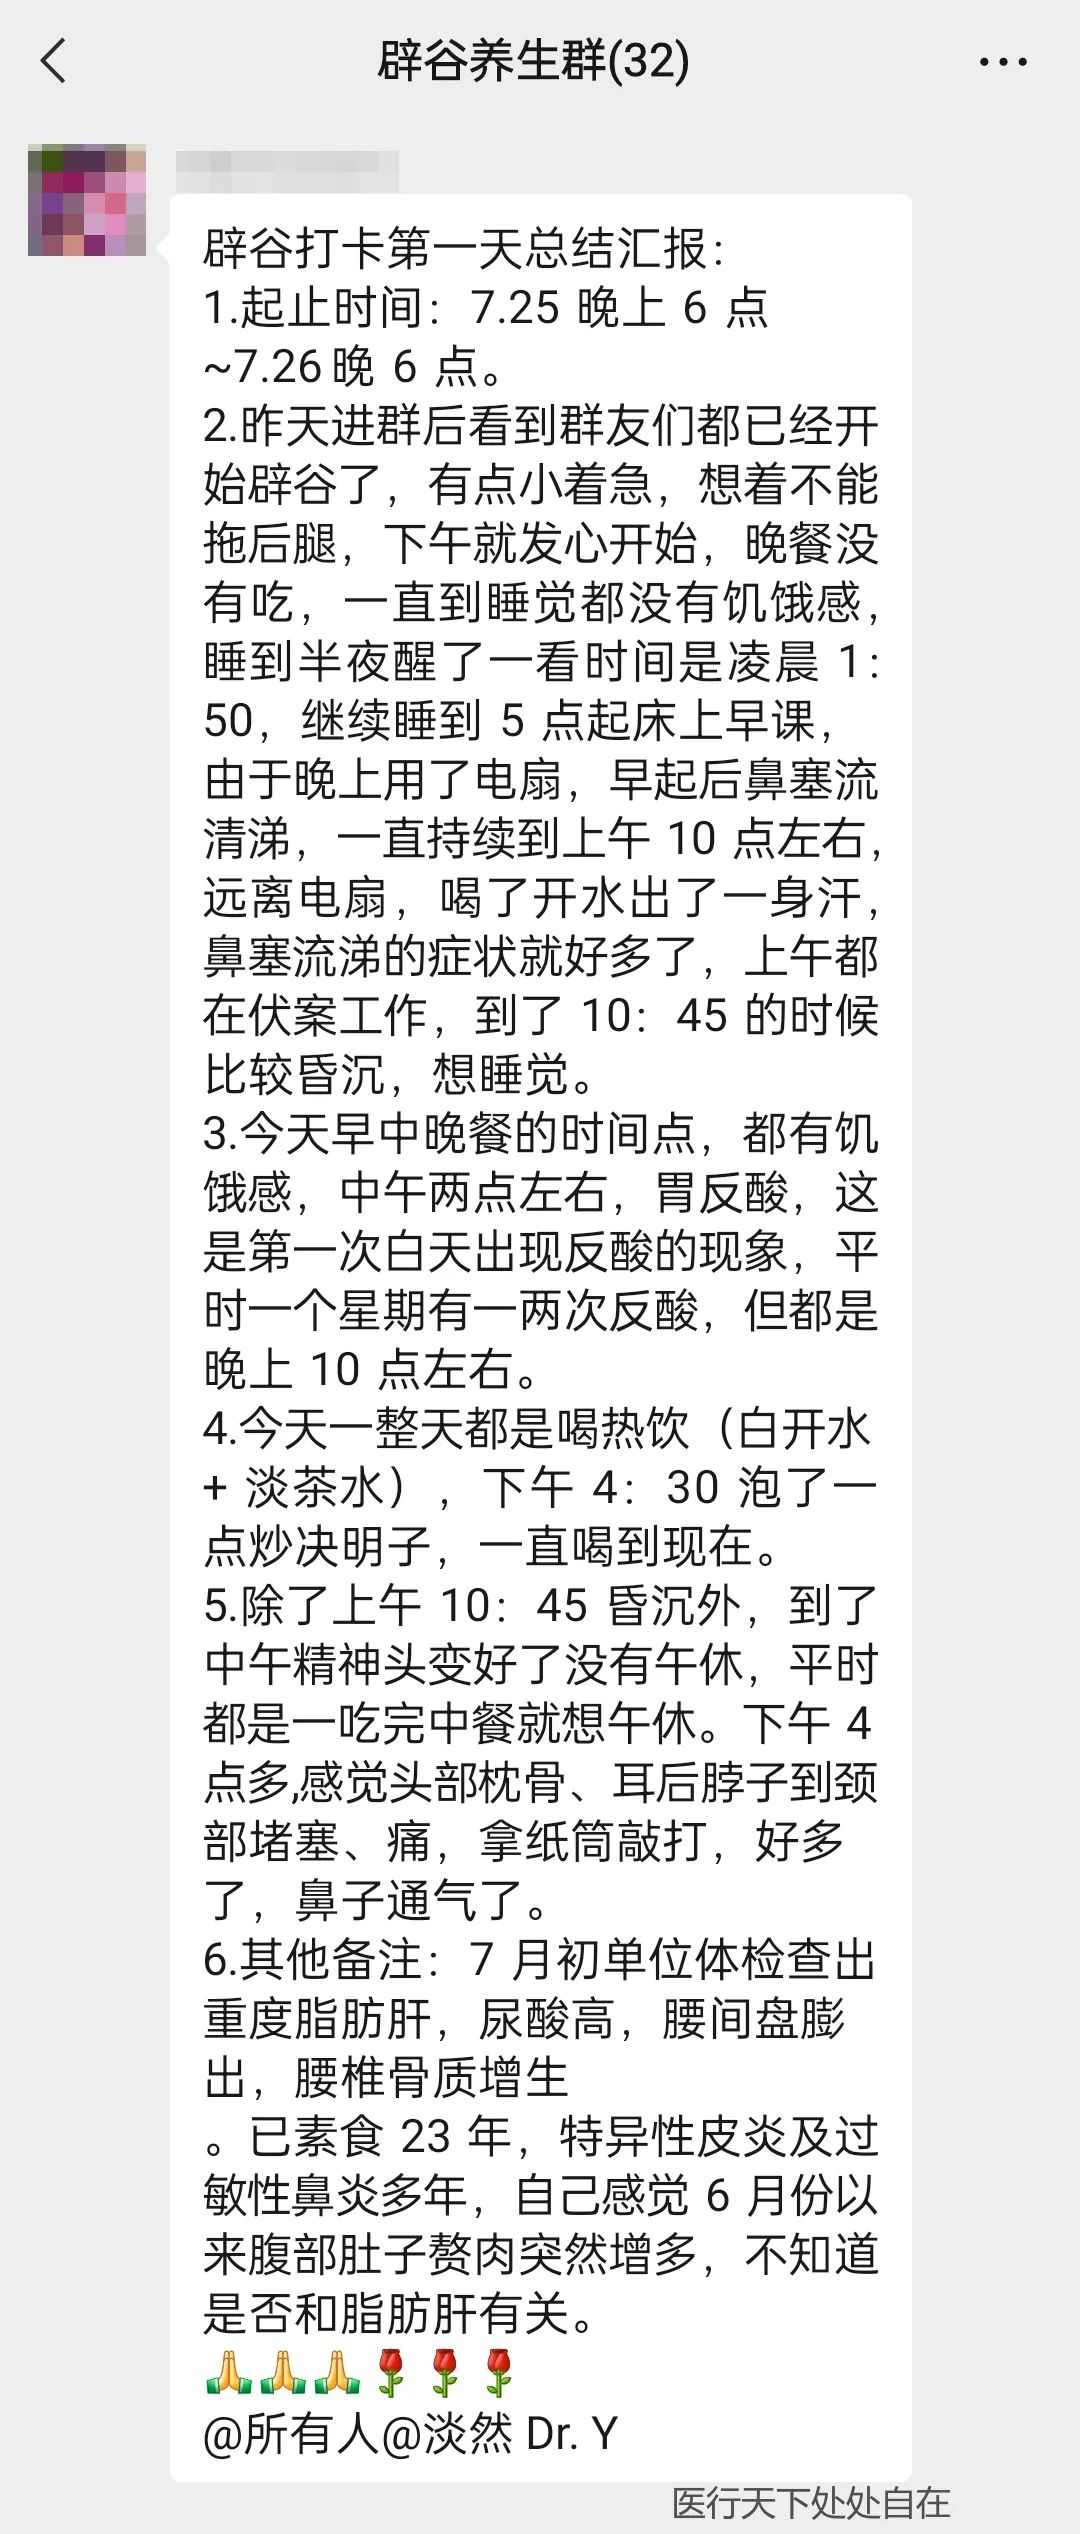 辟谷养生群(32)
辟谷打卡第一天总结汇报：
1.起止时间：7.25 晚上 6 点
~7.26晚 6 点。
2.昨天进群后看到群友们都已经开
始辟谷了，有点小着急，想着不能
拖后腿，下午就发心开始，晚餐没
有吃，一直到睡觉都没有饥饿感，
睡到半夜醒了一看时间是凌晨 1：
50，继续睡到 5 点起床上早课，
由于晚上用了电扇，早起后鼻塞流
清涕，一直持续到上午 10 点左右，
远离电扇，喝了开水出了一身汗，
鼻塞流涕的症状就好多了，上午都
在伏案工作，到了 10：45 的时候
比较昏沉，想睡觉。
3.今天早中晚餐的时间点，都有饥
饿感，中午两点左右，胃反酸，这
是第一次白天出现反酸的现象，平
时一个星期有一两次反酸，但都是
晚上 10 点左右。
4.今天一整天都是喝热饮（白开水
+ 淡茶水），下午 4：30 泡了一
点炒决明子，一直喝到现在。
5.除了上午 10：45 昏沉外，到了
中午精神头变好了没有午休，平时
都是一吃完中餐就想午休。下午 4
点多,感觉头部枕骨、耳后脖子到颈
部堵塞、痛，拿纸筒敲打，好多
了，鼻子通气了。
6.其他备注：7 月初单位体检查出
重度脂肪肝，尿酸高，腰间盘膨
出，腰椎骨质增生
。已素食 23 年，特异性皮炎及过
敏性鼻炎多年，自己感觉 6 月份以
来腹部肚子赘肉突然增多，不知道
是否和脂肪肝有关。
🙏🙏🙏🌹🌹🌹
@所有人@淡然 Dr. Y
医行天下处处自在